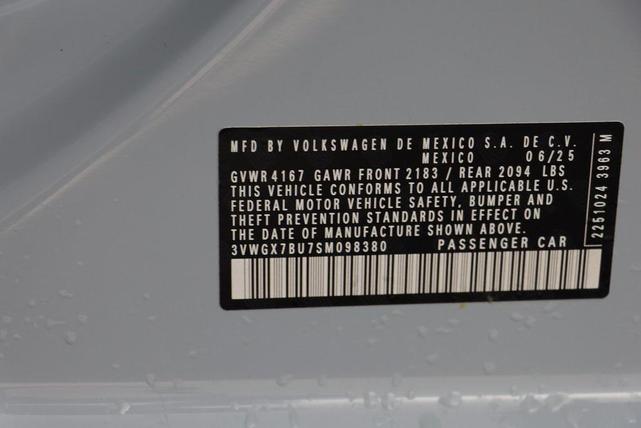 MFD BY VOLKSWAGEN DE MEXICO S.A. DE C.V.
MEXICO 06/25
GVWR 4167 GAWR FRONT 2183 / REAR 2094 LBS
THIS VEHICLE CONFORMS TO ALL APPLICABLE U.S.
FEDERAL MOTOR VEHICLE SAFETY, BUMPER AND
THEFT PREVENTION STANDARDS IN EFFECT ON
THE DATE OF MANUFACTURE SHOWN ABOVE.
3VWGX7BU7SM098380 PASSENGER CAR
2251024 3963 M